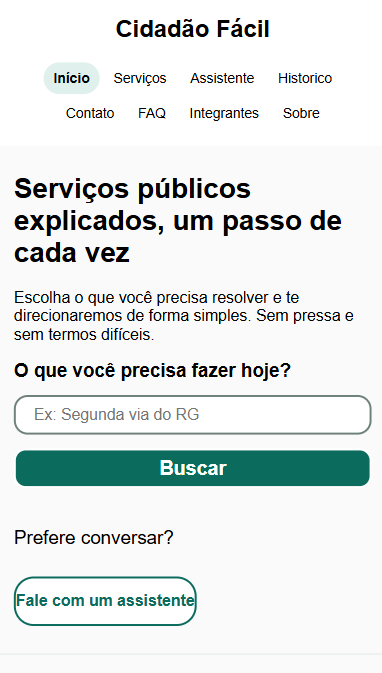 Cidadão Fácil
Início Serviços Assistente Historico
Contato FAQ Integrantes Sobre
Serviços públicos
explicados, um passo de
cada vez
Escolha o que você precisa resolver e te
direcionaremos de forma simples. Sem pressa e
sem termos difíceis.
O que você precisa fazer hoje?
Ex: Segunda via do RG
Buscar
Prefere conversar?
Fale com um assistente